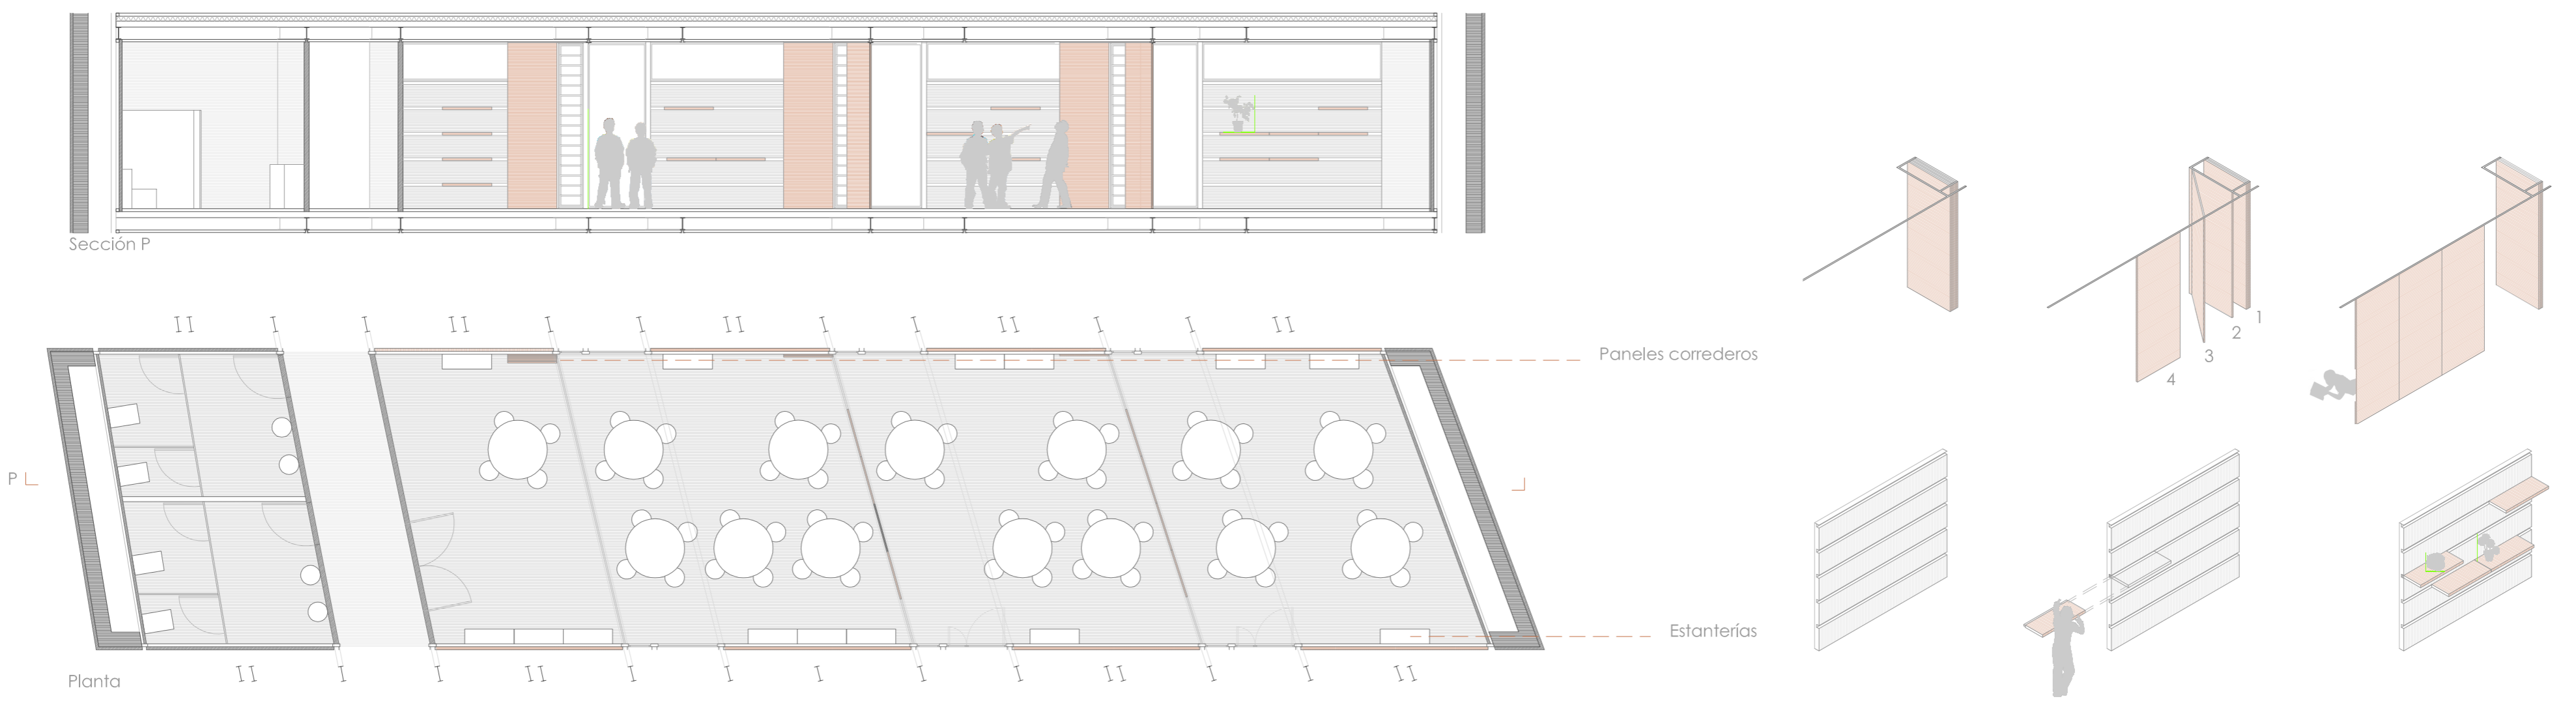 Sección P
Paneles correderos
1
2
3
4
P
Estanterías
Planta